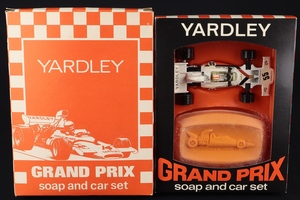 YARDLEY
GRAND PRIX
soap and car set
YARDLEY
GRAND PRIX
soap and car set